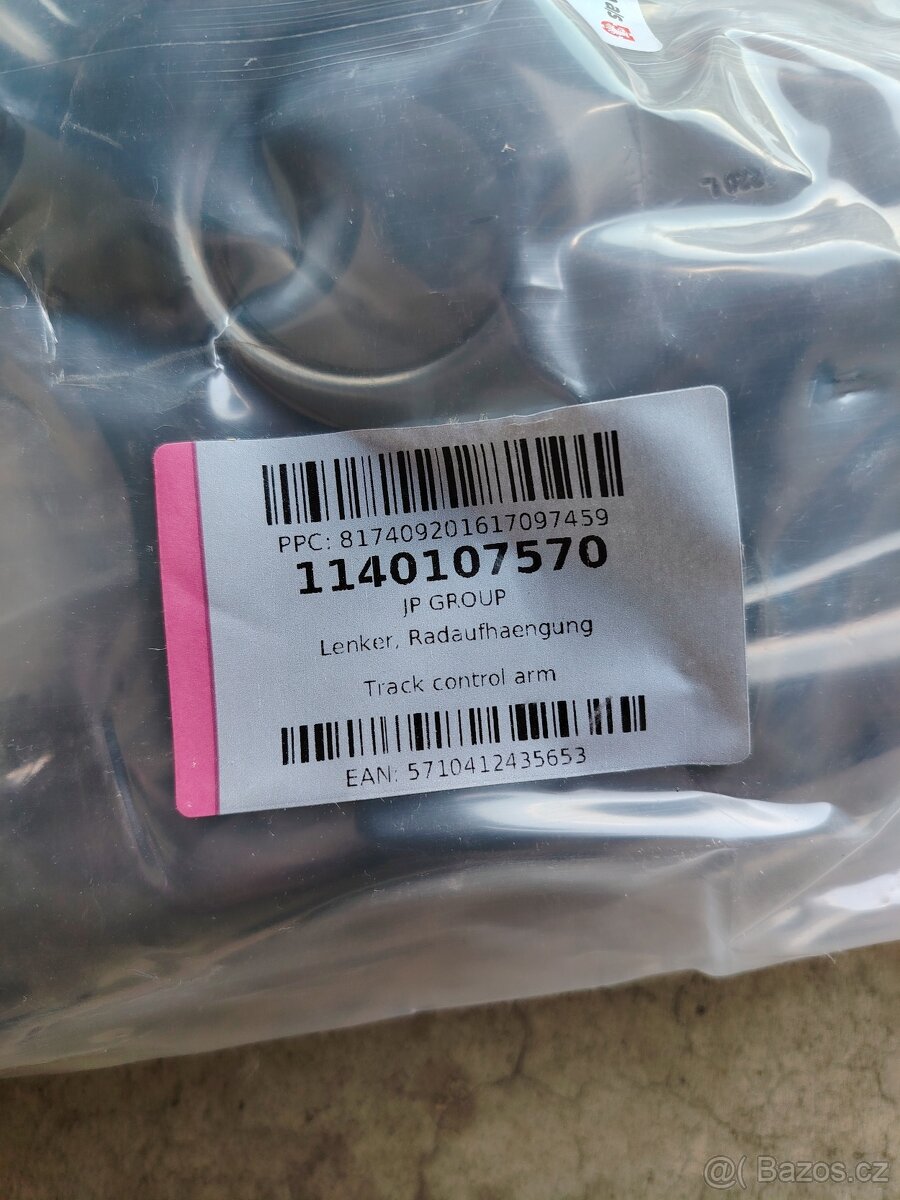 PPC: 817409201617097459
1140107570
JP GROUP
Lenker, Radaufhaengung
Track control arm
EAN: 5710412435653
@( Bazos.cz